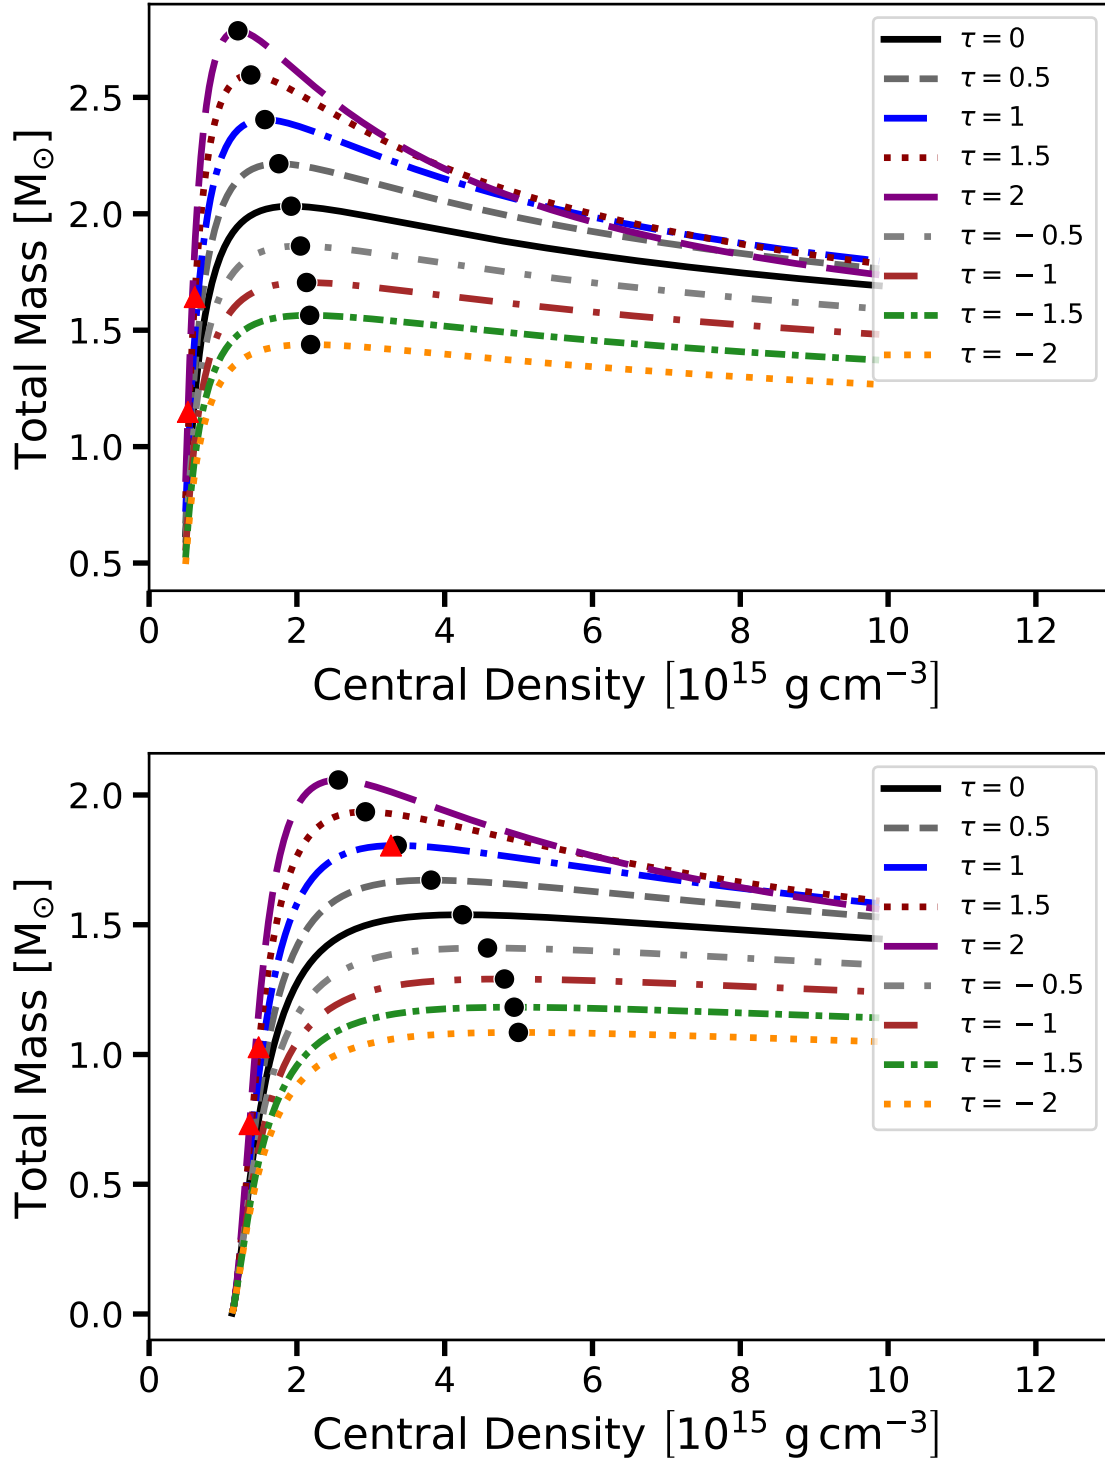 2.5
2.0
1.5
1.0
0.5
Total Mass [M⊙]
0 2 4 6 8 10 12
Central Density [10¹⁵ g cm⁻³]
τ = 0
τ = 0.5
τ = 1
τ = 1.5
τ = 2
τ = −0.5
τ = −1
τ = −1.5
τ = −2
2.0
1.5
1.0
0.5
0.0
Total Mass [M⊙]
0 2 4 6 8 10 12
Central Density [10¹⁵ g cm⁻³]
τ = 0
τ = 0.5
τ = 1
τ = 1.5
τ = 2
τ = −0.5
τ = −1
τ = −1.5
τ = −2